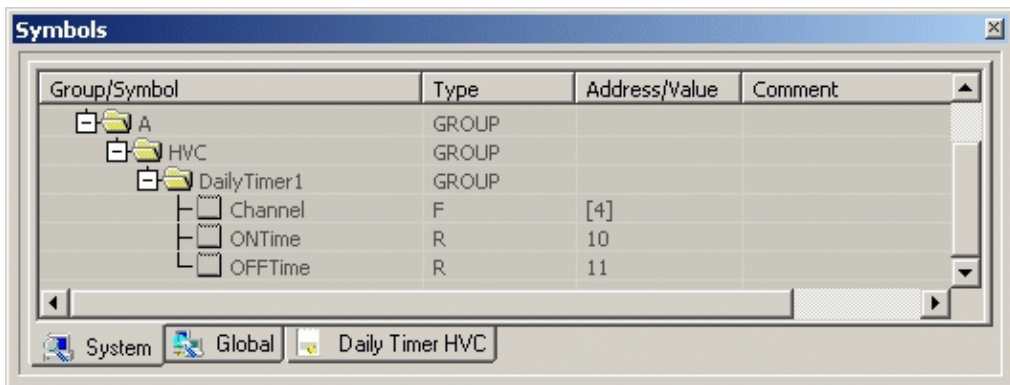 Symbols
Group/Symbol Type Address/Value Comment
A GROUP
HVC GROUP
DailyTimer1 GROUP
Channel F [4]
ONTime R 10
OFFTime R 11
System Global Daily Timer HVC